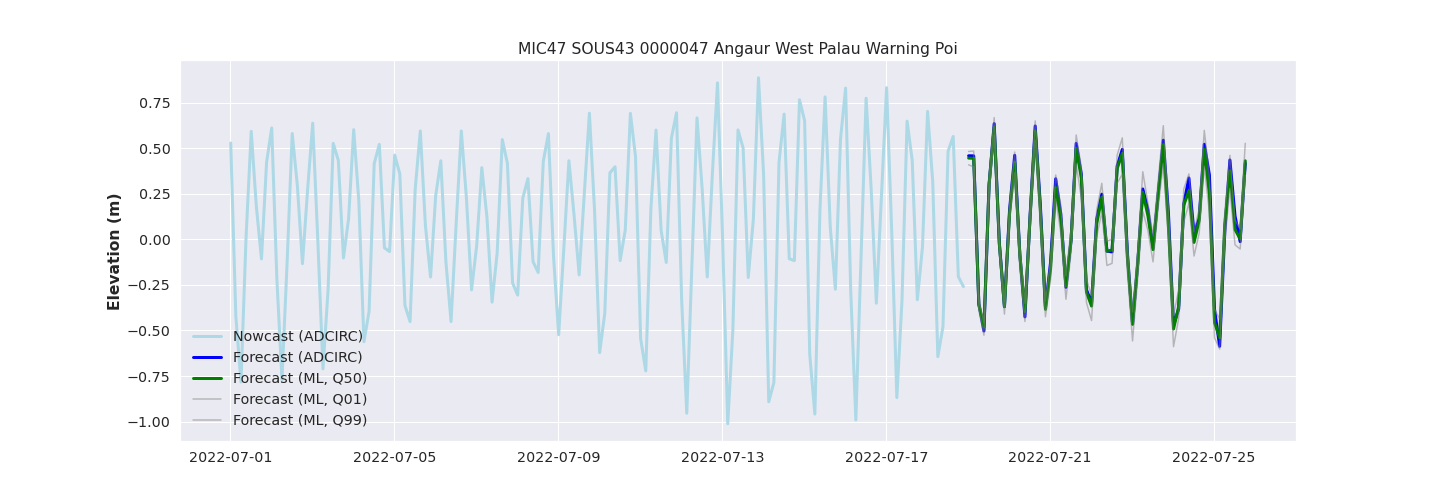 MIC47 SOUS43 0000047 Angaur West Palau Warning Poi
Elevation (m)
0.75
0.50
0.25
0.00
−0.25
−0.50
−0.75
−1.00
Nowcast (ADCIRC)
Forecast (ADCIRC)
Forecast (ML, Q50)
Forecast (ML, Q01)
Forecast (ML, Q99)
2022-07-01 2022-07-05 2022-07-09 2022-07-13 2022-07-17 2022-07-21 2022-07-25